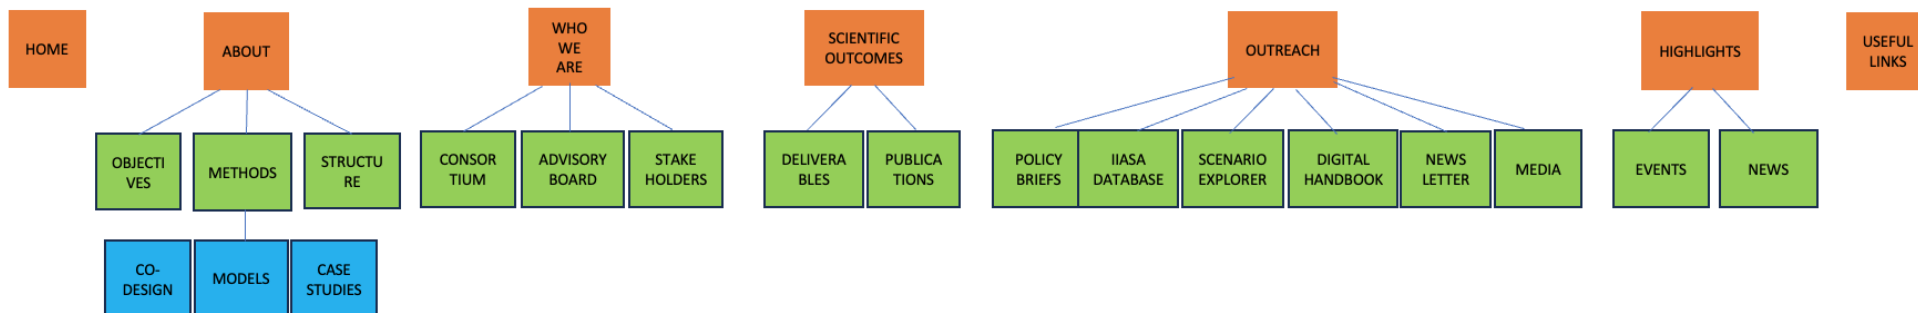 HOME
ABOUT
WHO
WE
ARE
SCIENTIFIC
OUTCOMES
OUTREACH
HIGHLIGHTS
USEFUL
LINKS
OBJECTI
VES
METHODS
STRUCTU
RE
CONSOR
TIUM
ADVISORY
BOARD
STAKE
HOLDERS
DELIVERA
BLES
PUBLICA
TIONS
POLICY
BRIEFS
IIASA
DATABASE
SCENARIO
EXPLORER
DIGITAL
HANDBOOK
NEWS
LETTER
MEDIA
EVENTS
NEWS
CO-
DESIGN
MODELS
CASE
STUDIES